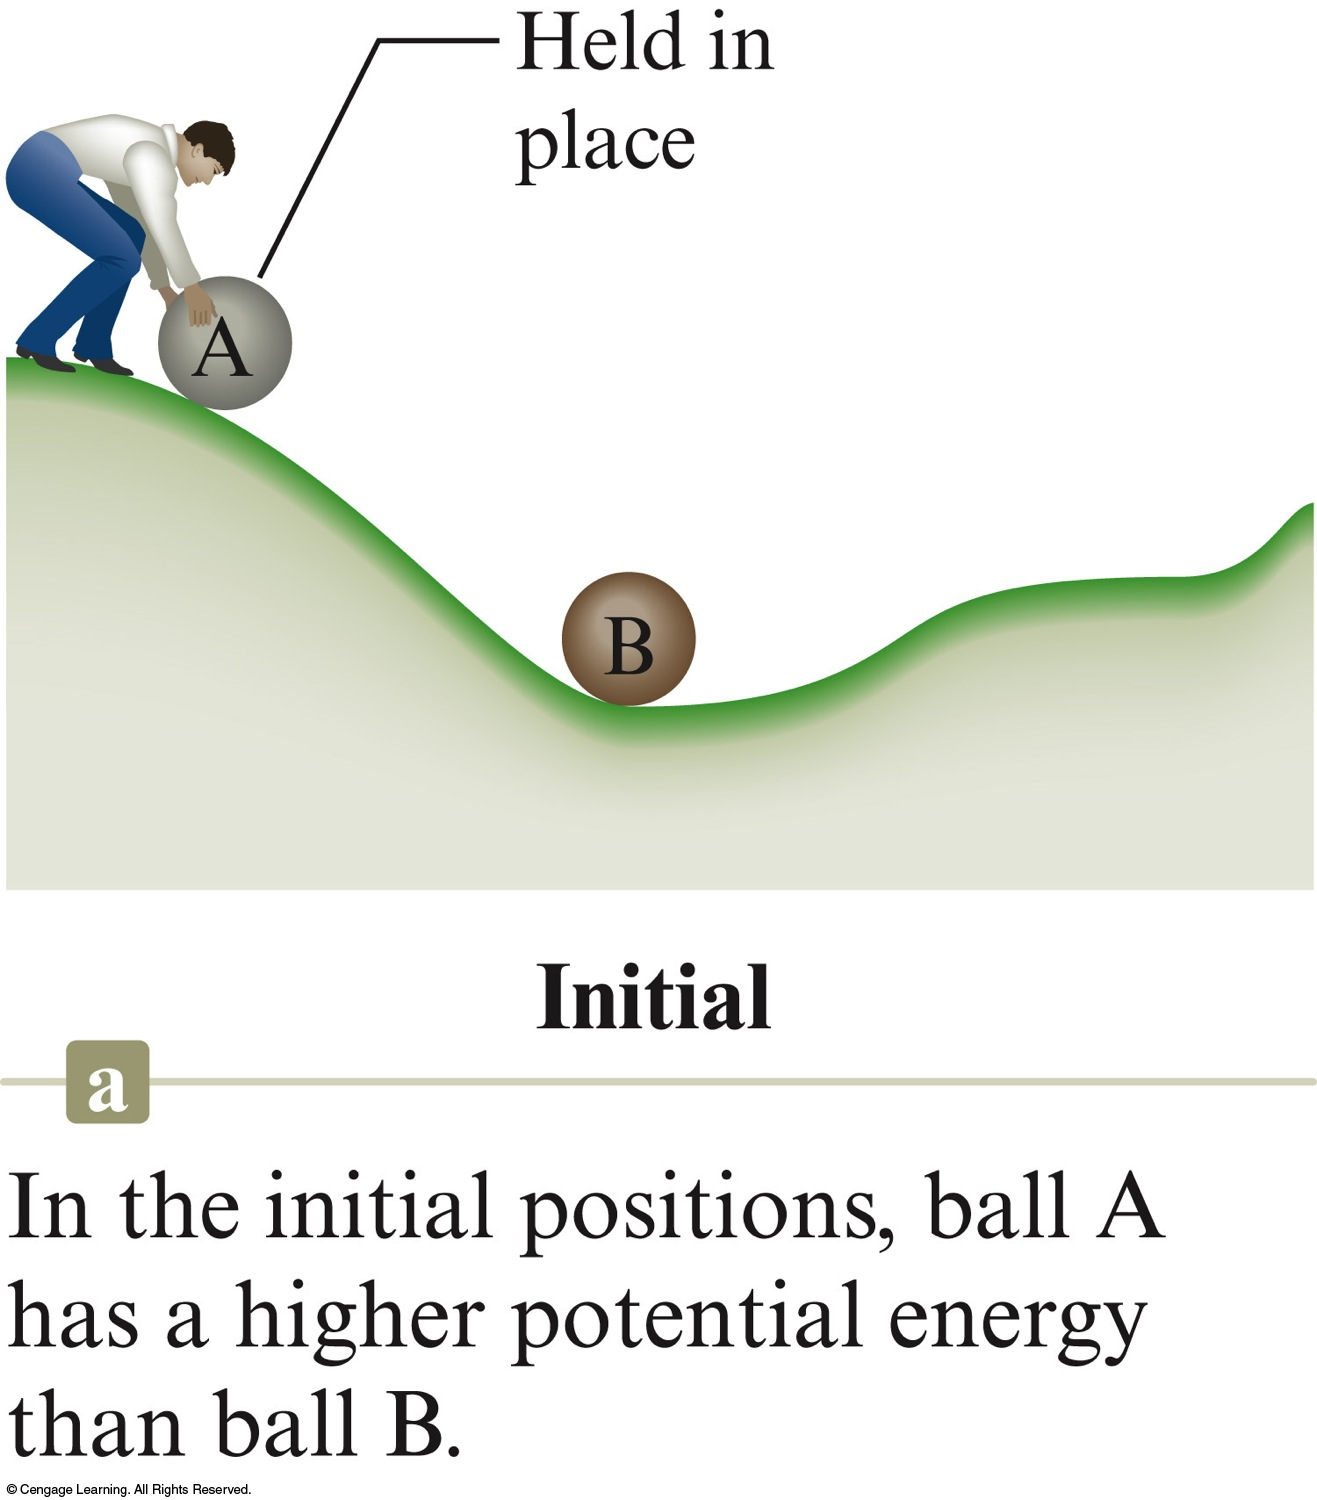 Held in
place
A
B
Initial
a
In the initial positions, ball A
has a higher potential energy
than ball B.
© Cengage Learning. All Rights Reserved.